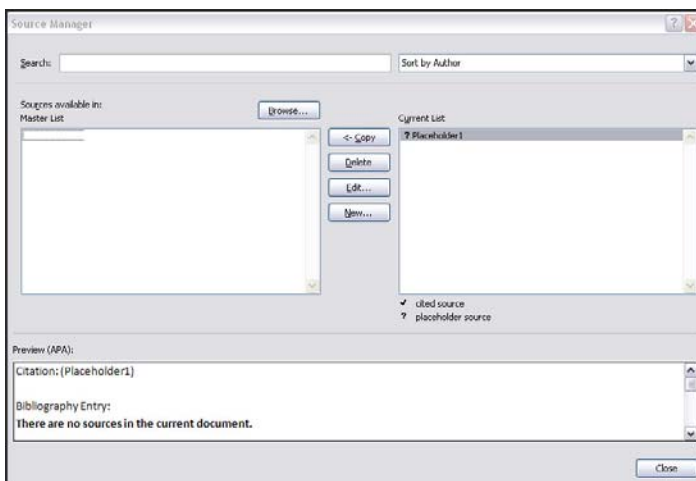 Source Manager
Search:
Sort by Author
Sources available in:
Master List
Browse...
Current List
<- Copy
Delete
Edit...
New...
? Placeholder1
✓ cited source
? placeholder source
Preview (APA):
Citation: (Placeholder1)
Bibliography Entry:
There are no sources in the current document.
Close